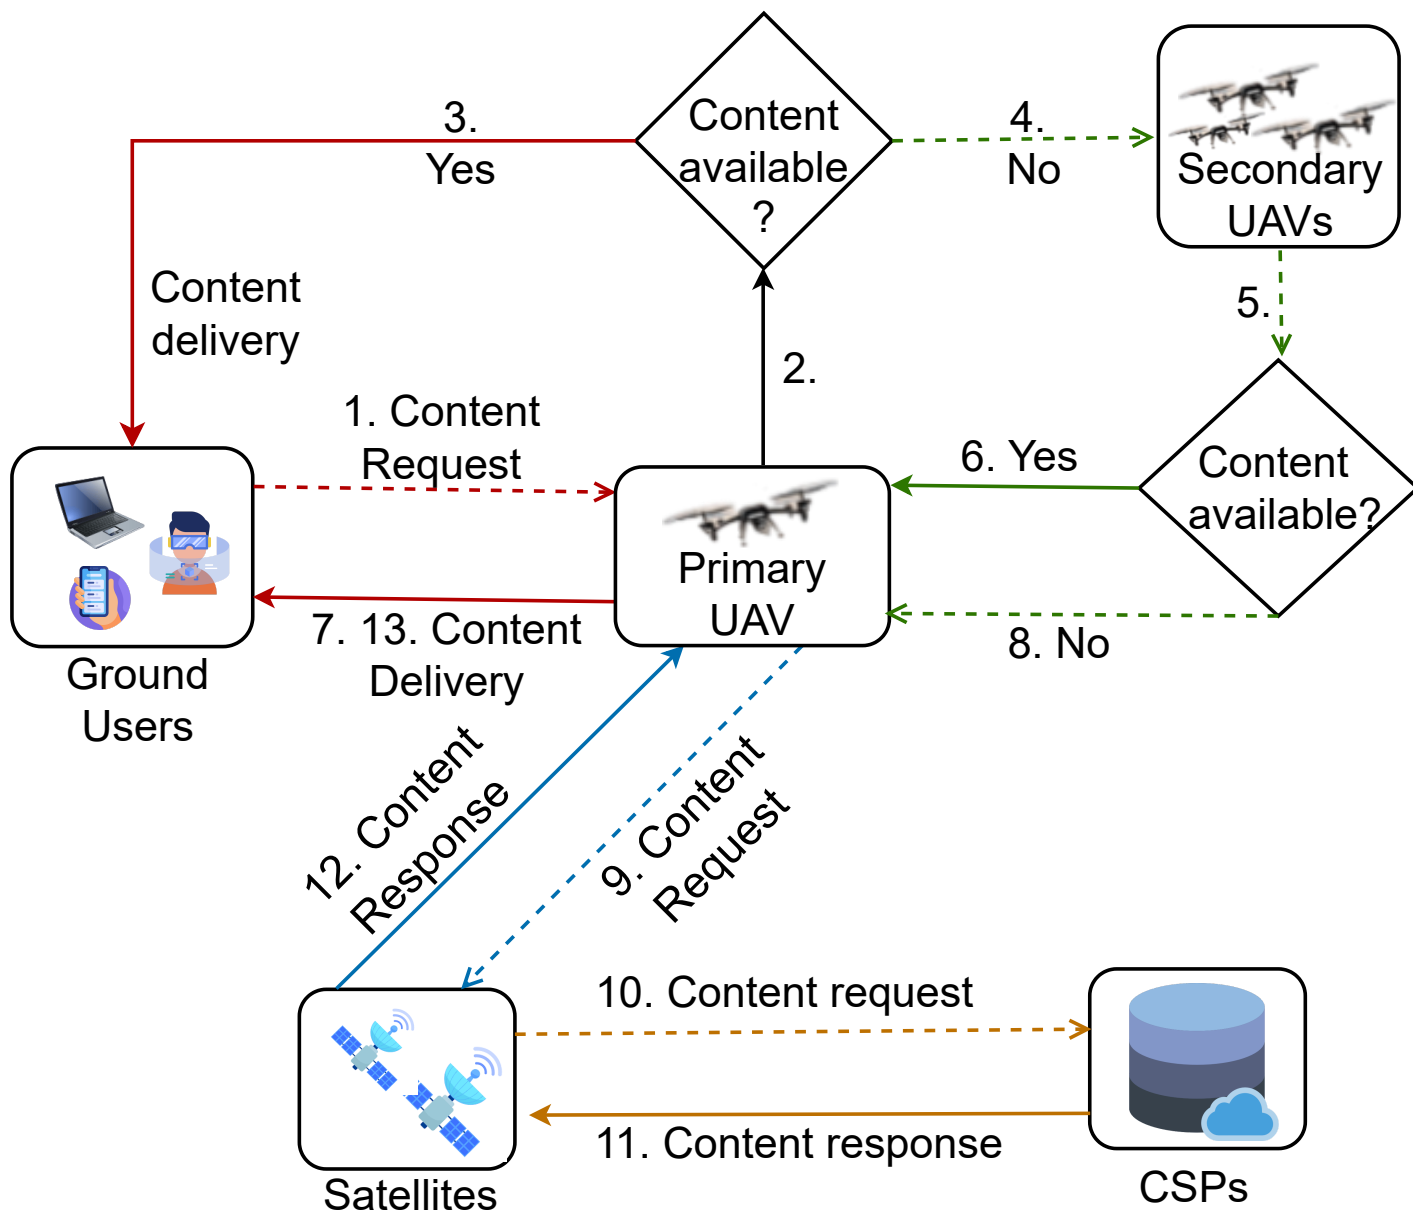 3.
Yes
Content
available
?
4.
No
Secondary
UAVs
Content
delivery
5.
2.
1. Content
Request
6. Yes
Content
available?
Primary
UAV
7. 13. Content
Delivery
8. No
Ground
Users
12. Content
Response
9. Content
Request
10. Content request
11. Content response
Satellites
CSPs